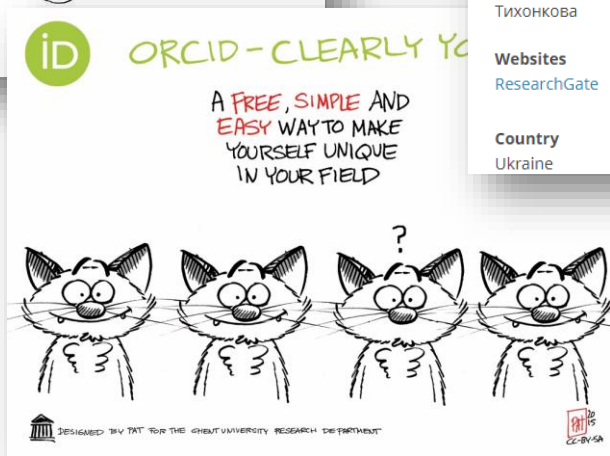 Тихонкова
Websites
ResearchGate
Country
Ukraine
iD
ORCID - CLEARLY YO
A FREE, SIMPLE AND
EASY WAY TO MAKE
YOURSELF UNIQUE
IN YOUR FIELD
?
DESIGNED BY PAT FOR THE GHENT UNIVERSITY RESEARCH DEPARTMENT
PAT 2015
CC-BY-SA